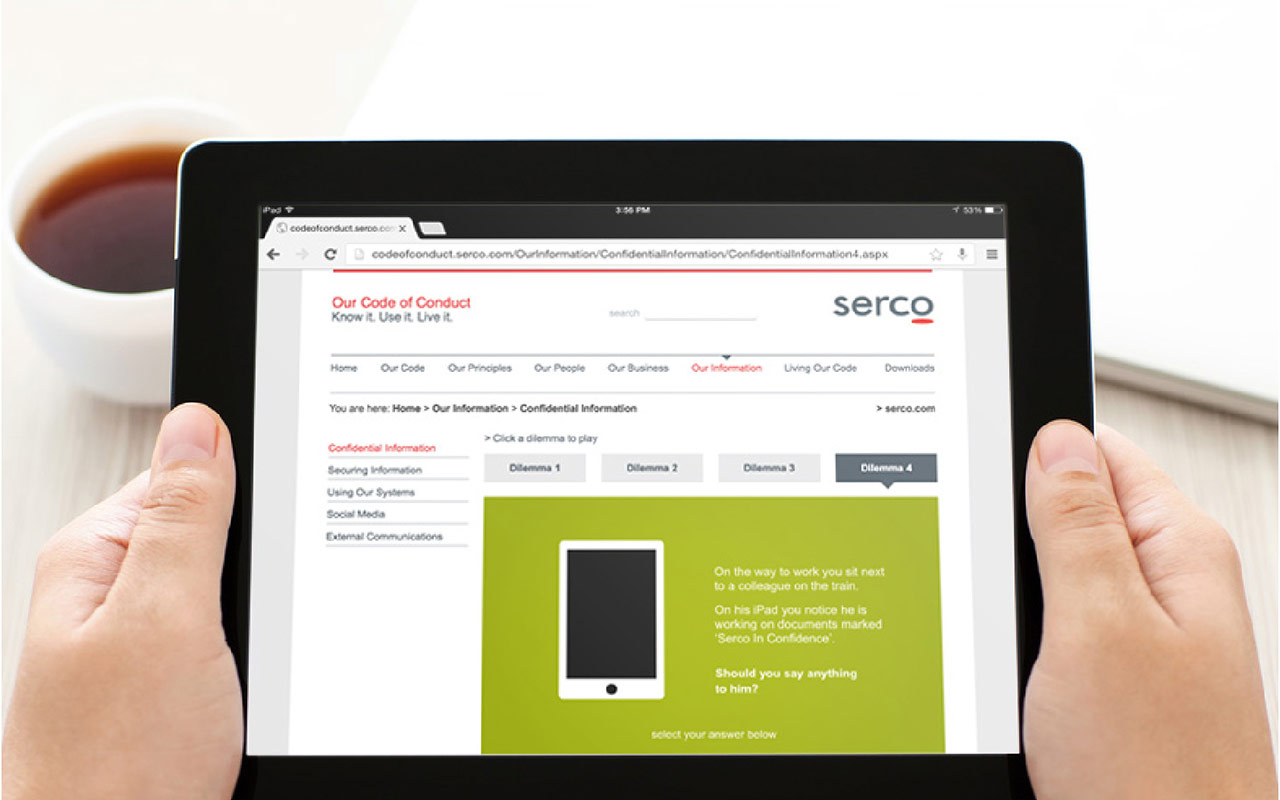 iPad 3:56 PM 53%
codeofconduct.serco.com
codeofconduct.serco.com/OurInformation/ConfidentialInformation/ConfidentialInformation4.aspx
Our Code of Conduct
Know it. Use it. Live it.
search
serco
Home Our Code Our Principles Our People Our Business Our Information Living Our Code Downloads
You are here: Home > Our Information > Confidential Information > serco.com
Confidential Information
Securing Information
Using Our Systems
Social Media
External Communications
> Click a dilemma to play
Dilemma 1 Dilemma 2 Dilemma 3 Dilemma 4
On the way to work you sit next
to a colleague on the train.
On his iPad you notice he is
working on documents marked
‘Serco In Confidence’.
Should you say anything
to him?
select your answer below